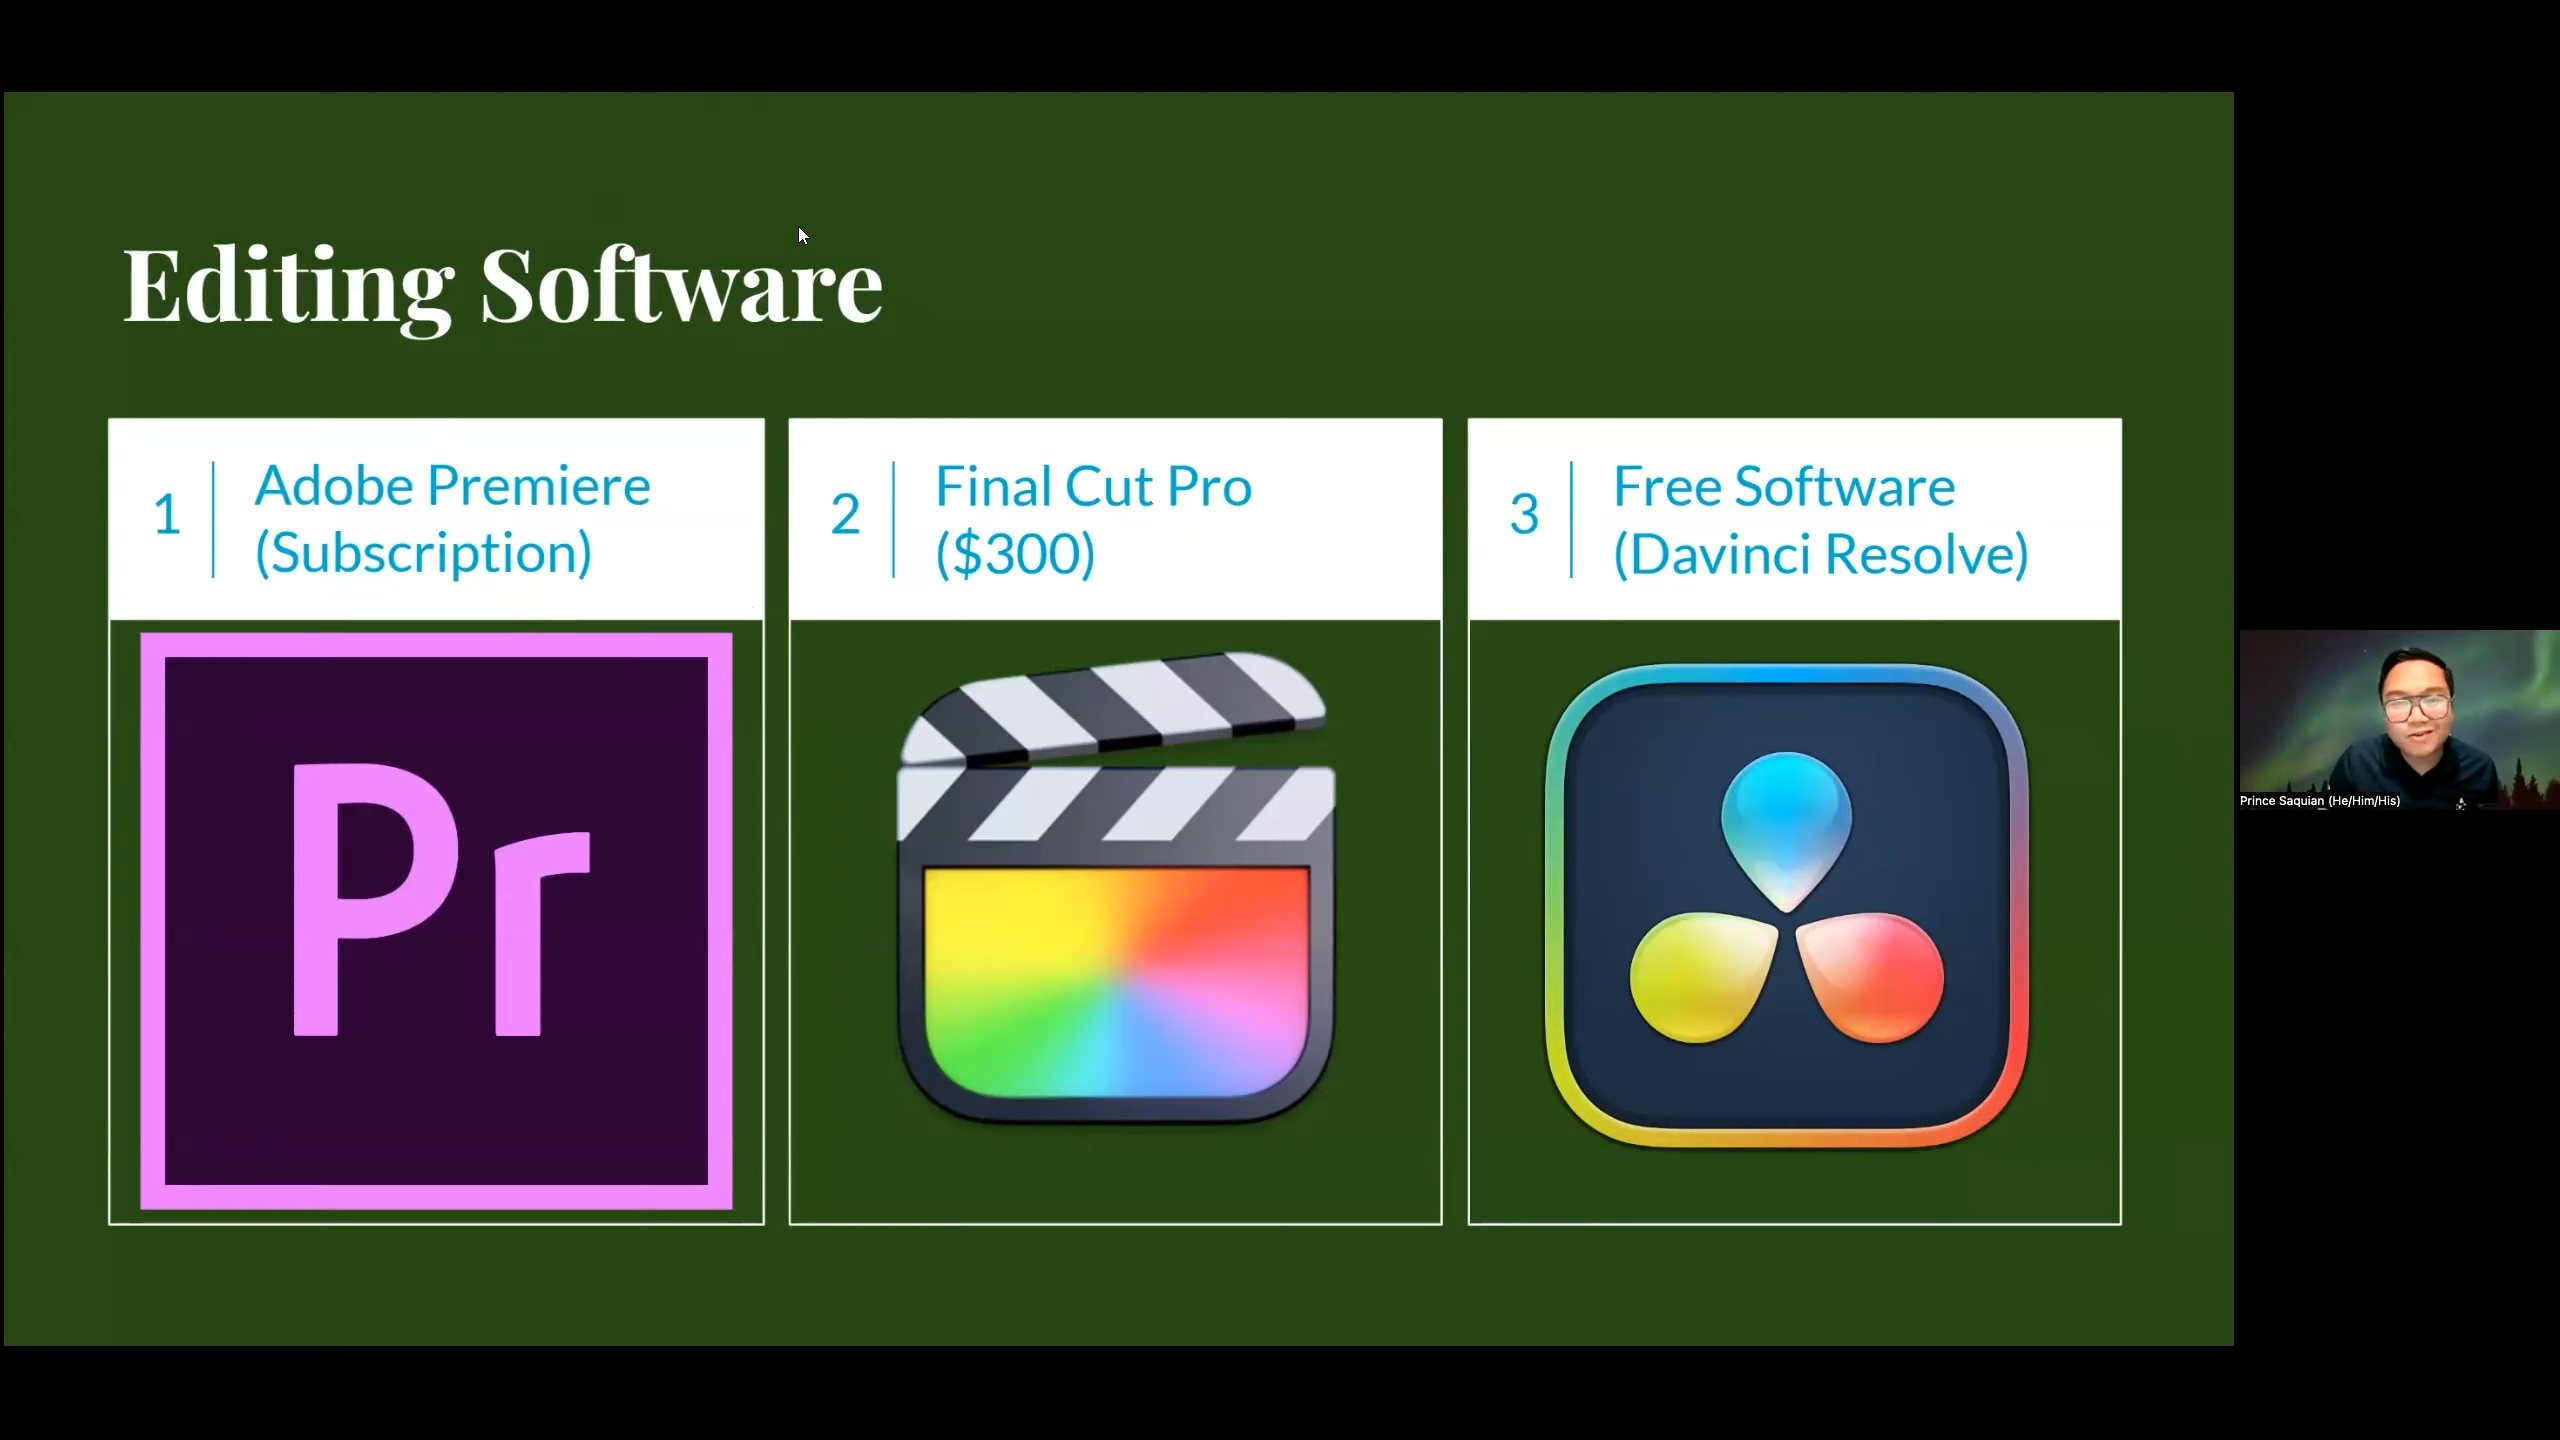 Editing Software
1
Adobe Premiere
(Subscription)
2
Final Cut Pro
($300)
3
Free Software
(Davinci Resolve)
Pr
Prince Saquian (He/Him/His)